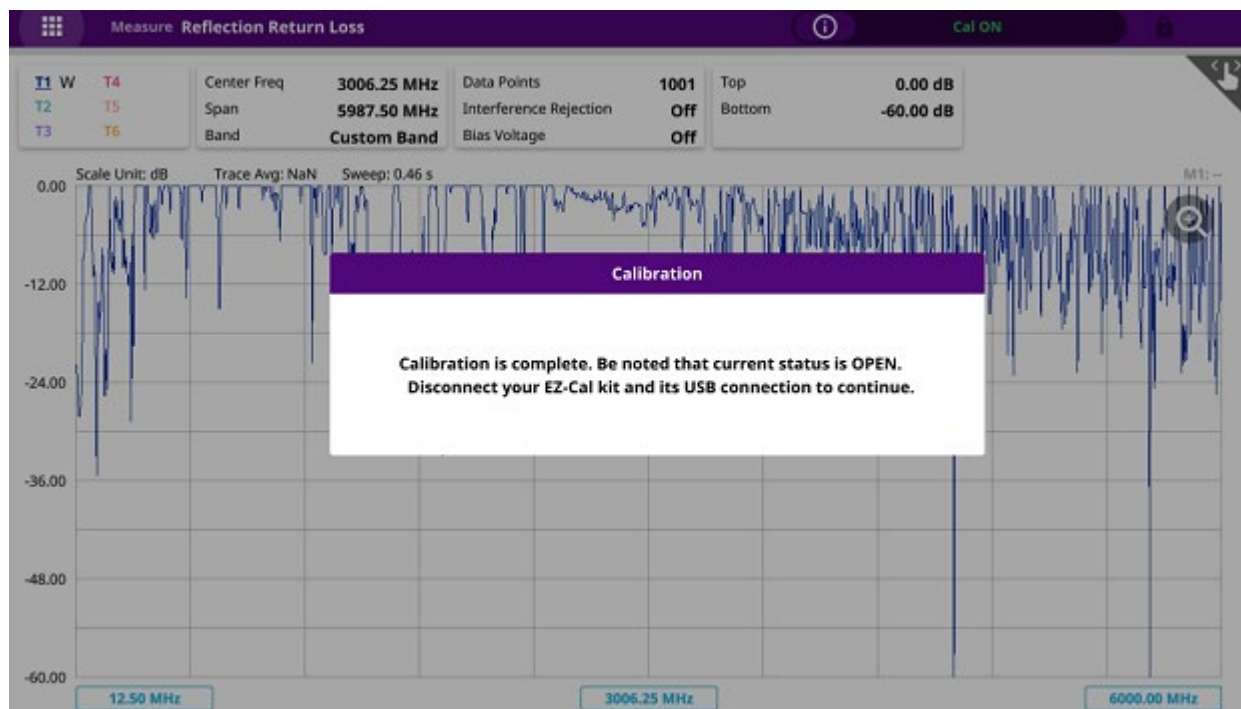 Measure Reflection Return Loss
Cal ON
T1 W T4
T2 T5
T3 T6
Center Freq 3006.25 MHz
Span 5987.50 MHz
Band Custom Band
Data Points 1001
Interference Rejection Off
Bias Voltage Off
Top 0.00 dB
Bottom -60.00 dB
Scale Unit: dB Trace Avg: NaN Sweep: 0.46 s M1: --
0.00
-12.00
-24.00
-36.00
-48.00
-60.00
Calibration
Calibration is complete. Be noted that current status is OPEN.
Disconnect your EZ-Cal kit and its USB connection to continue.
12.50 MHz 3006.25 MHz 6000.00 MHz